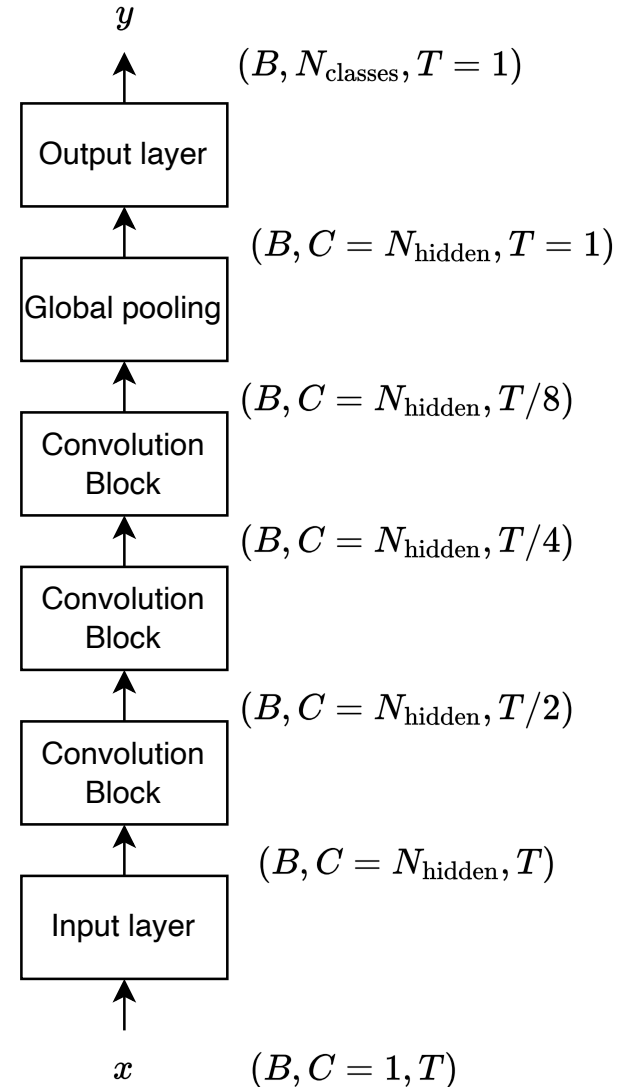 y
(B, N_classes, T = 1)
Output layer
(B, C = N_hidden, T = 1)
Global pooling
(B, C = N_hidden, T/8)
Convolution
Block
(B, C = N_hidden, T/4)
Convolution
Block
(B, C = N_hidden, T/2)
Convolution
Block
(B, C = N_hidden, T)
Input layer
x (B, C = 1, T)